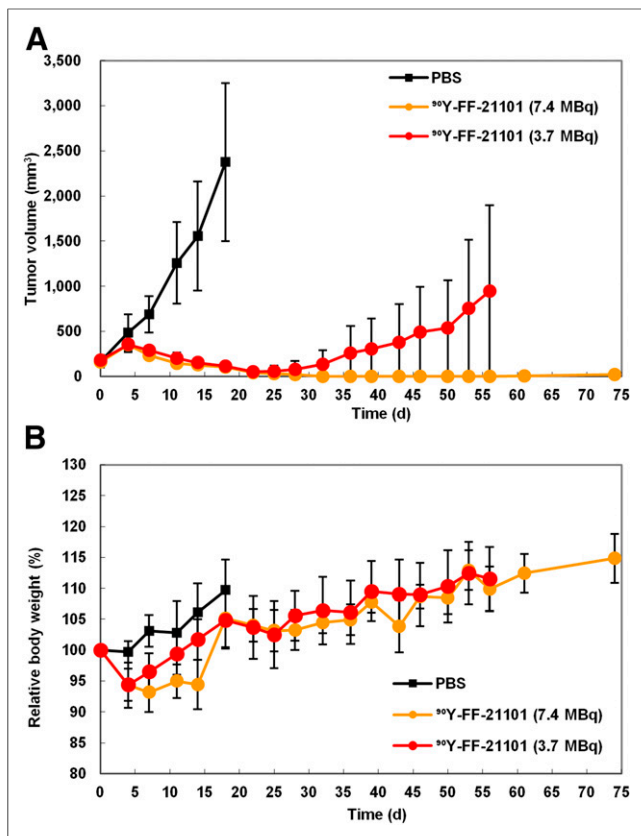 A
3,500
3,000
2,500
2,000
1,500
1,000
500
0
Tumor volume (mm³)
PBS
⁹⁰Y-FF-21101 (7.4 MBq)
⁹⁰Y-FF-21101 (3.7 MBq)
0 5 10 15 20 25 30 35 40 45 50 55 60 65 70 75
Time (d)
B
130
125
120
115
110
105
100
95
90
85
80
Relative body weight (%)
PBS
⁹⁰Y-FF-21101 (7.4 MBq)
⁹⁰Y-FF-21101 (3.7 MBq)
0 5 10 15 20 25 30 35 40 45 50 55 60 65 70 75
Time (d)